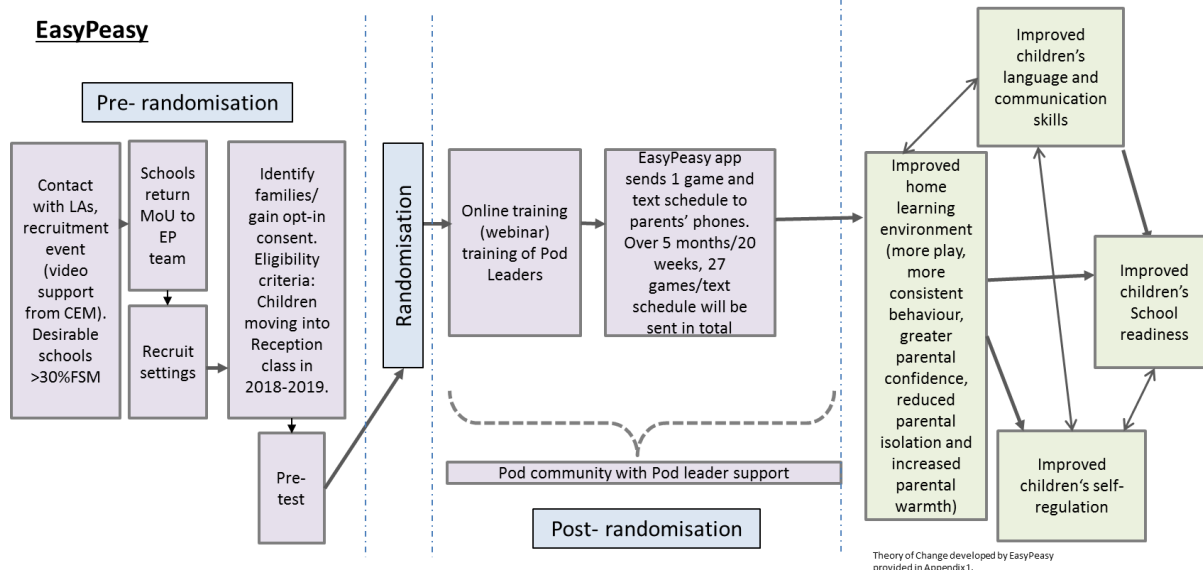 EasyPeasy
Pre- randomisation
Contact
with LAs,
recruitment
event
(video
support
from CEM).
Desirable
schools
>30%FSM
Schools
return
MoU to
EP
team
Recruit
settings
Identify
families/
gain opt-in
consent.
Eligibility
criteria:
Children
moving into
Reception
class in
2018-2019.
Pre-
test
Randomisation
Online training
(webinar)
training of Pod
Leaders
EasyPeasy app
sends 1 game and
text schedule to
parents’ phones.
Over 5 months/20
weeks, 27
games/text
schedule will be
sent in total
Pod community with Pod leader support
Post- randomisation
Improved
home
learning
environment
(more play,
more
consistent
behaviour,
greater
parental
confidence,
reduced
parental
isolation and
increased
parental
warmth)
Improved
children’s
language and
communication
skills
Improved
children’s
School
readiness
Improved
children’s self-
regulation
Theory of Change developed by EasyPeasy
provided in Appendix1.